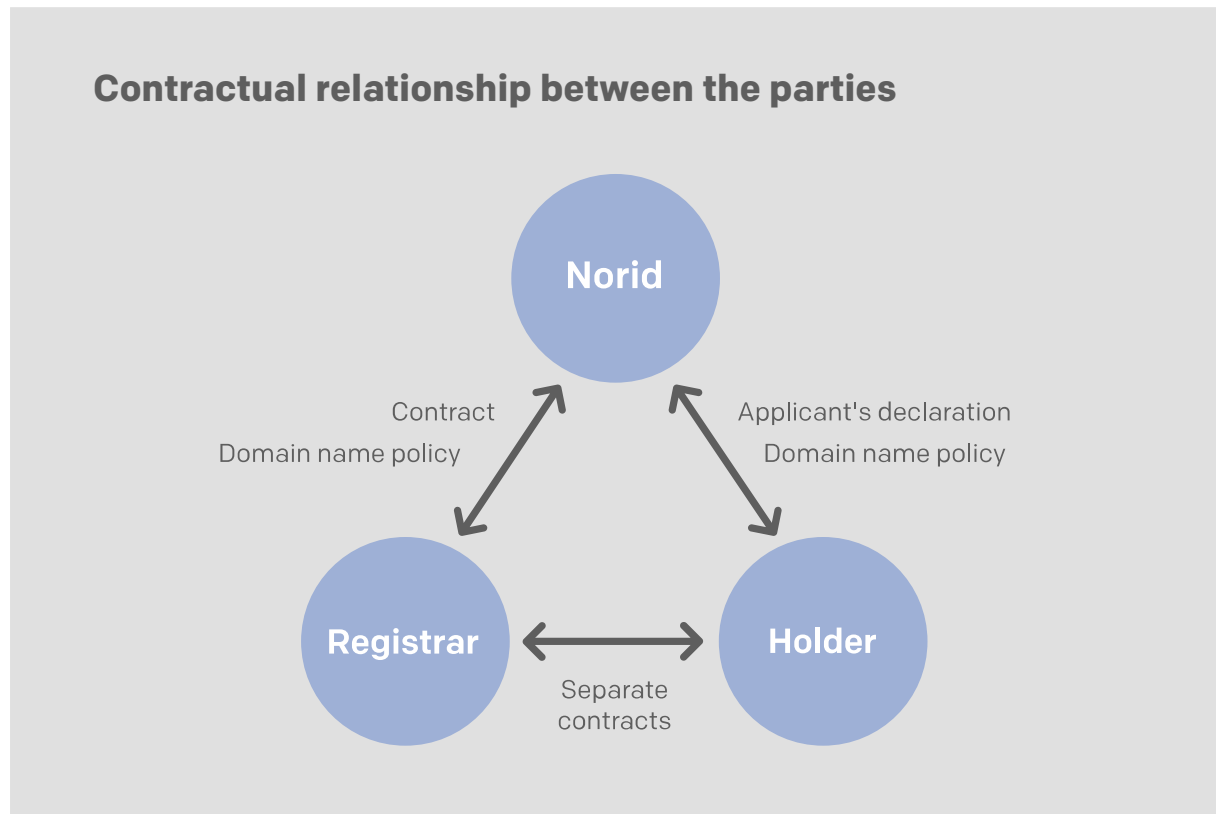 Contractual relationship between the parties
Norid
Contract
Domain name policy
Applicant's declaration
Domain name policy
Registrar
Holder
Separate
contracts